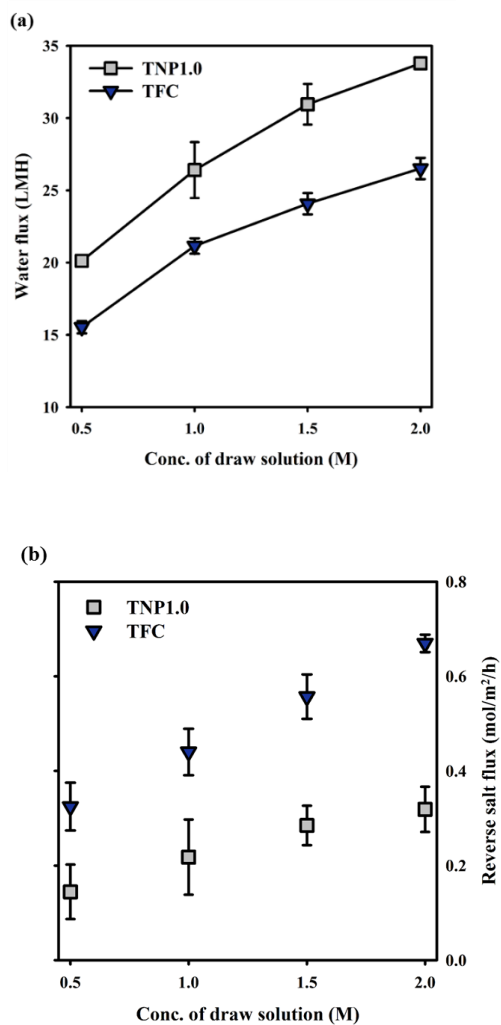 (a)
35
30
25
20
15
10
Water flux (LMH)
TNP1.0
TFC
0.5 1.0 1.5 2.0
Conc. of draw solution (M)
(b)
TNP1.0
TFC
0.8
0.6
0.4
0.2
0.0
Reverse salt flux (mol/m²/h)
0.5 1.0 1.5 2.0
Conc. of draw solution (M)